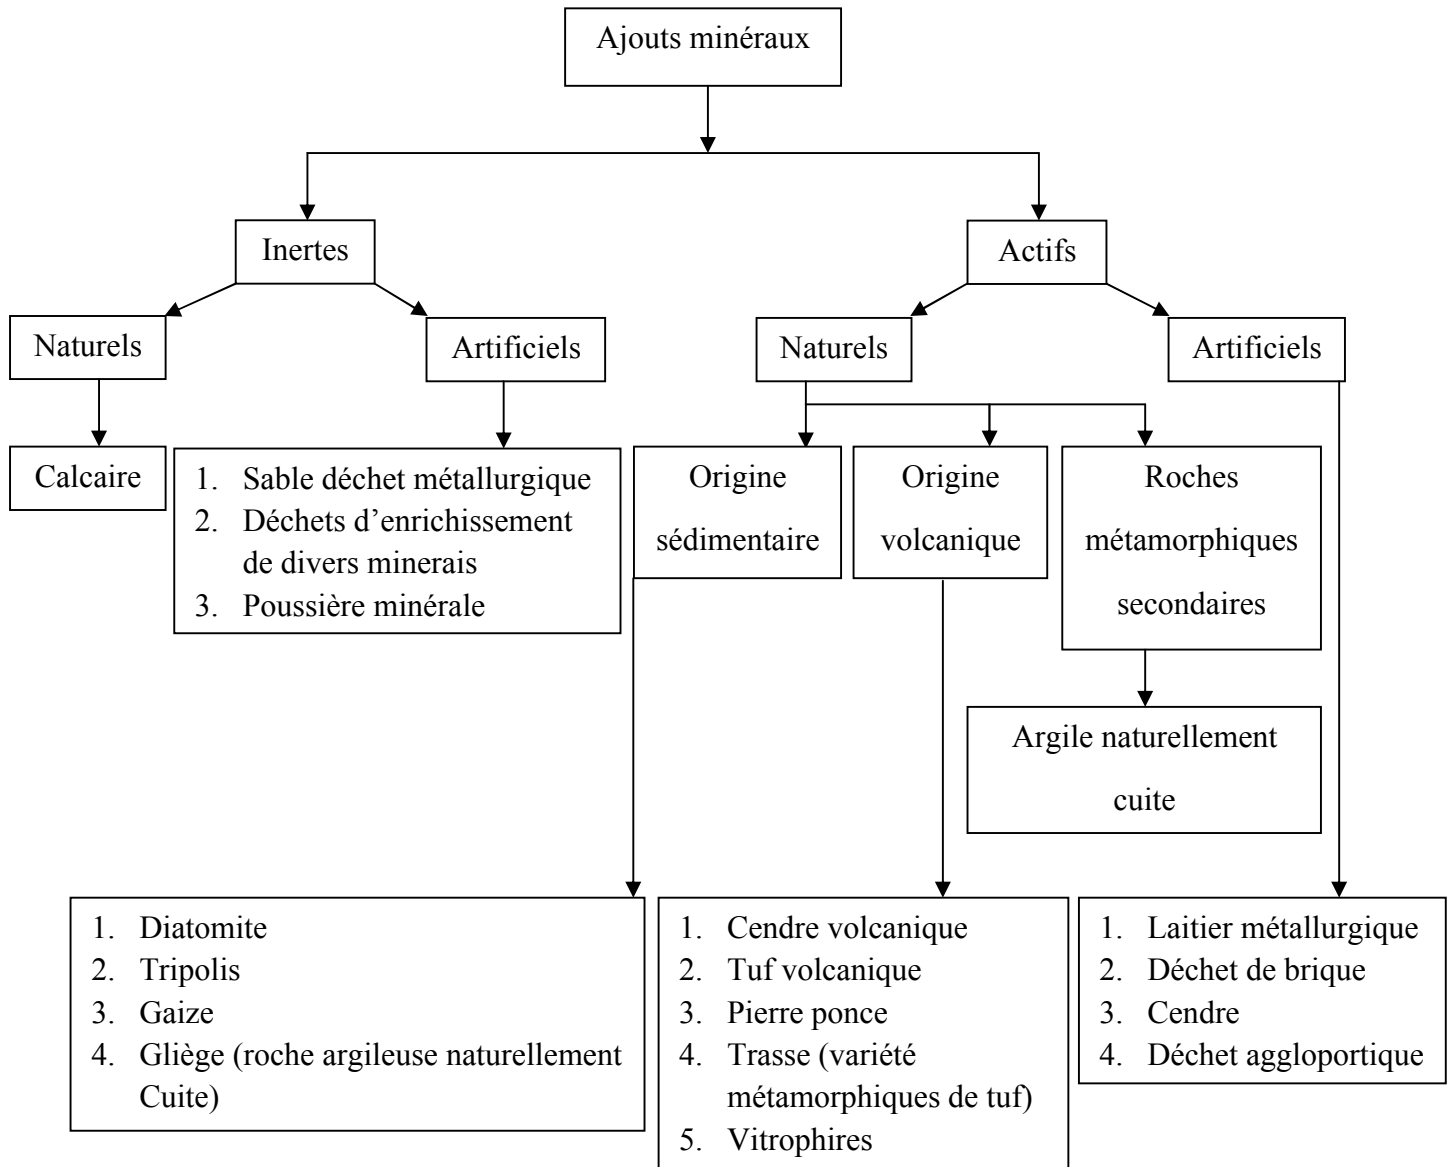 Ajouts minéraux
Inertes
Actifs
Naturels
Artificiels
Naturels
Artificiels
Calcaire
1. Sable déchet métallurgique
2. Déchets d’enrichissement
de divers minerais
3. Poussière minérale
Origine
sédimentaire
Origine
volcanique
Roches
métamorphiques
secondaires
Argile naturellement
cuite
1. Diatomite
2. Tripolis
3. Gaize
4. Gliège (roche argileuse naturellement
Cuite)
1. Cendre volcanique
2. Tuf volcanique
3. Pierre ponce
4. Trasse (variété
métamorphiques de tuf)
5. Vitrophires
1. Laitier métallurgique
2. Déchet de brique
3. Cendre
4. Déchet aggloportique